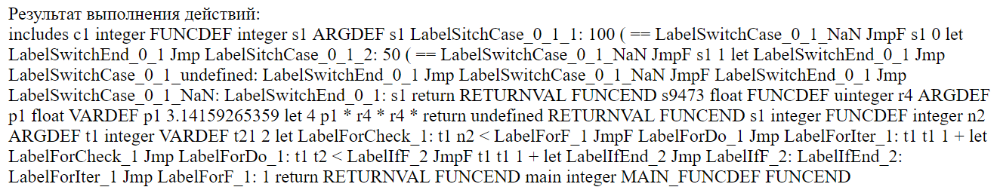 Результат выполнения действий:
includes c1 integer FUNCDEF integer s1 ARGDEF s1 LabelSitchCase_0_1_1: 100 ( == LabelSwitchCase_0_1_NaN JmpF s1 0 let
LabelSwitchEnd_0_1 Jmp LabelSitchCase_0_1_2: 50 ( == LabelSwitchCase_0_1_NaN JmpF s1 1 let LabelSwitchEnd_0_1 Jmp
LabelSwitchCase_0_1_undefined: LabelSwitchEnd_0_1 Jmp LabelSwitchCase_0_1_NaN JmpF LabelSwitchEnd_0_1 Jmp
LabelSwitchCase_0_1_NaN: LabelSwitchEnd_0_1: s1 return RETURNVAL FUNCEND s9473 float FUNCDEF uinteger r4 ARGDEF
p1 float VARDEF p1 3.14159265359 let 4 p1 * r4 * r4 * return undefined RETURNVAL FUNCEND s1 integer FUNCDEF integer n2
ARGDEF t1 integer VARDEF t21 2 let LabelForCheck_1: t1 n2 < LabelForF_1 JmpF LabelForDo_1 Jmp LabelForIter_1: t1 t1 1 + let
LabelForCheck_1 Jmp LabelForDo_1: t1 t2 < LabelIfF_2 JmpF t1 t1 1 + let LabelIfEnd_2 Jmp LabelIfF_2: LabelIfEnd_2:
LabelForIter_1 Jmp LabelForF_1: 1 return RETURNVAL FUNCEND main integer MAIN_FUNCDEF FUNCEND